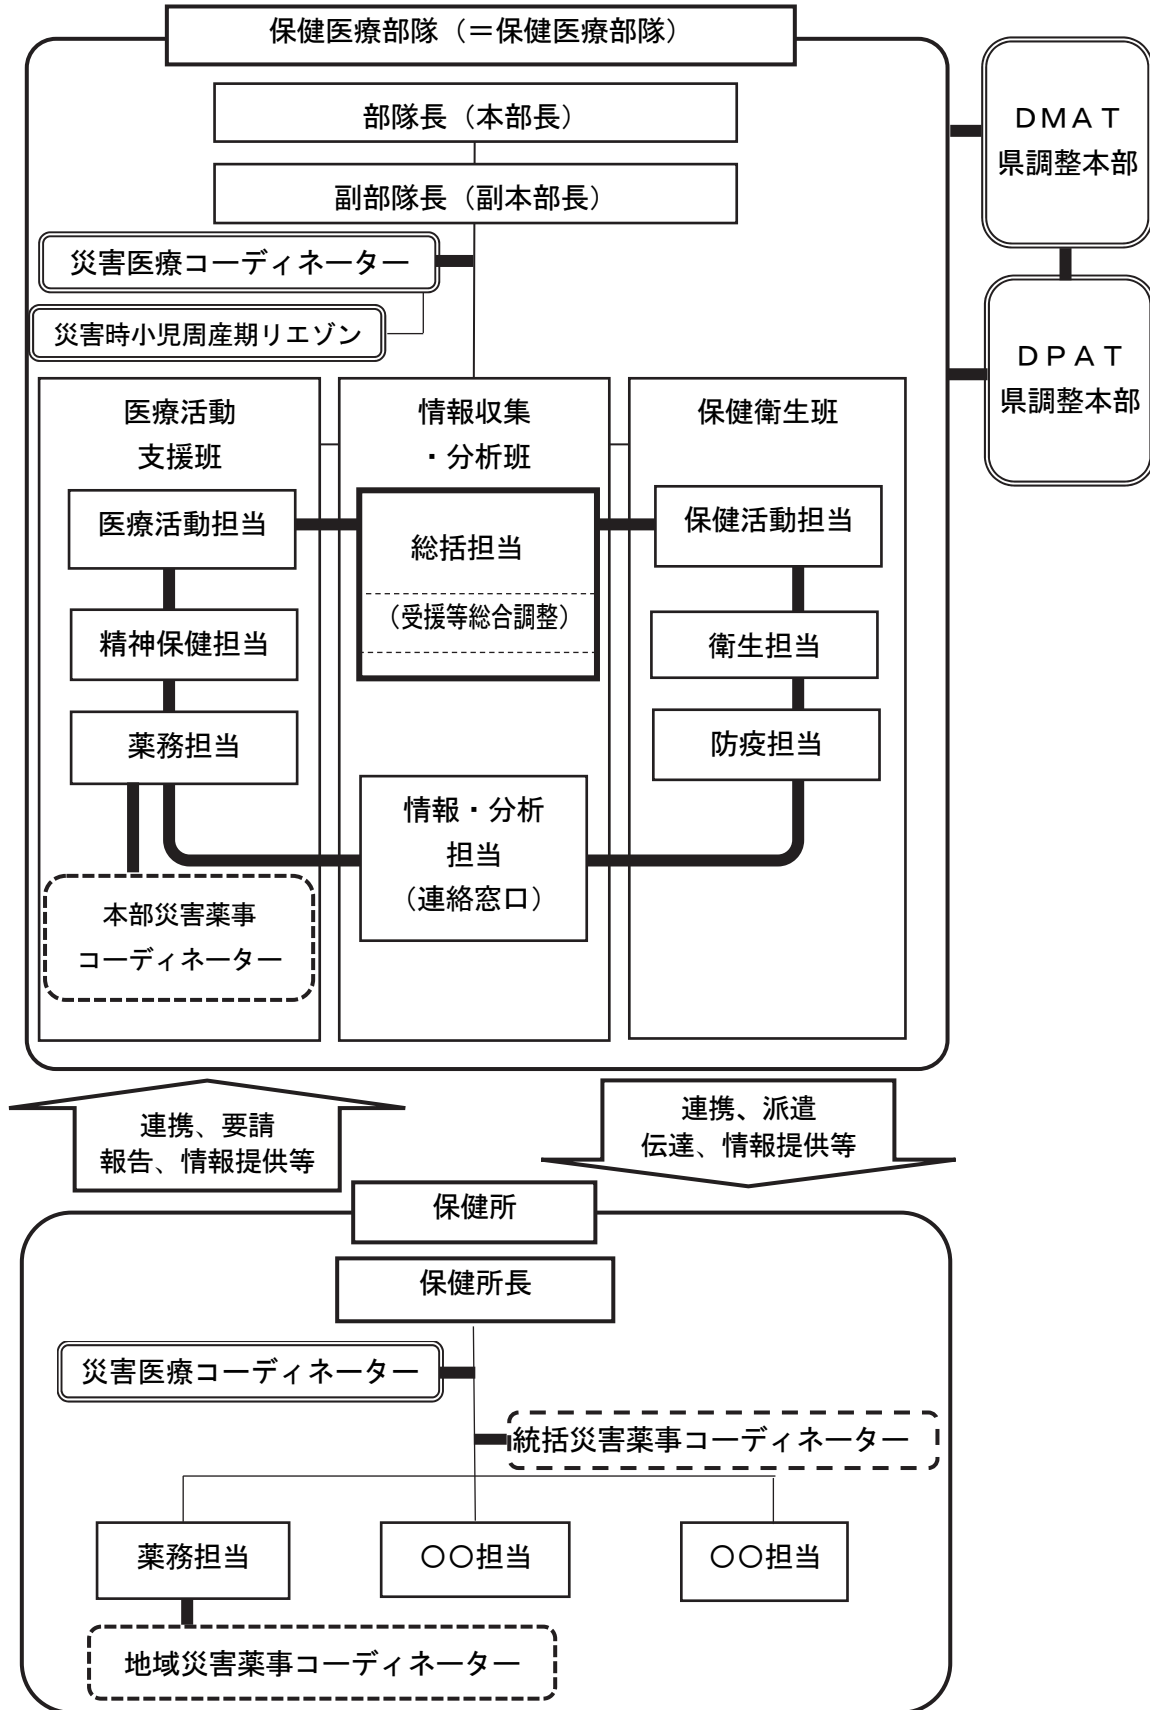 保健医療部隊（＝保健医療部隊）
部隊長（本部長）
副部隊長（副本部長）
災害医療コーディネーター
災害時小児周産期リエゾン
ＤＭＡＴ
県調整本部
ＤＰＡＴ
県調整本部
医療活動
支援班
医療活動担当
精神保健担当
薬務担当
本部災害薬事
コーディネーター
情報収集
・分析班
総括担当
（受援等総合調整）
情報・分析
担当
（連絡窓口）
保健衛生班
保健活動担当
衛生担当
防疫担当
連携、要請
報告、情報提供等
連携、派遣
伝達、情報提供等
保健所
保健所長
災害医療コーディネーター
統括災害薬事コーディネーター
薬務担当
〇〇担当
〇〇担当
地域災害薬事コーディネーター